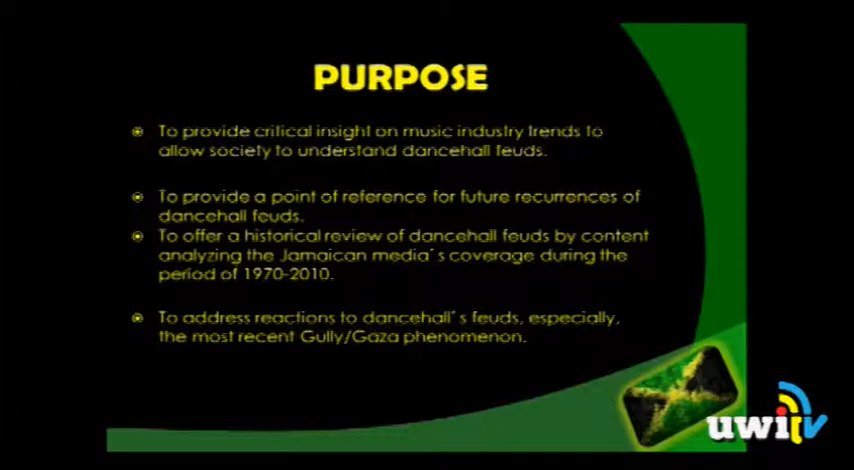 PURPOSE
To provide critical insight on music industry trends to
allow society to understand dancehall feuds.
To provide a point of reference for future recurrences of
dancehall feuds.
To offer a historical review of dancehall feuds by content
analyzing the Jamaican media's coverage during the
period of 1970-2010.
To address reactions to dancehall's feuds, especially,
the most recent Gully/Gaza phenomenon.
uwitv